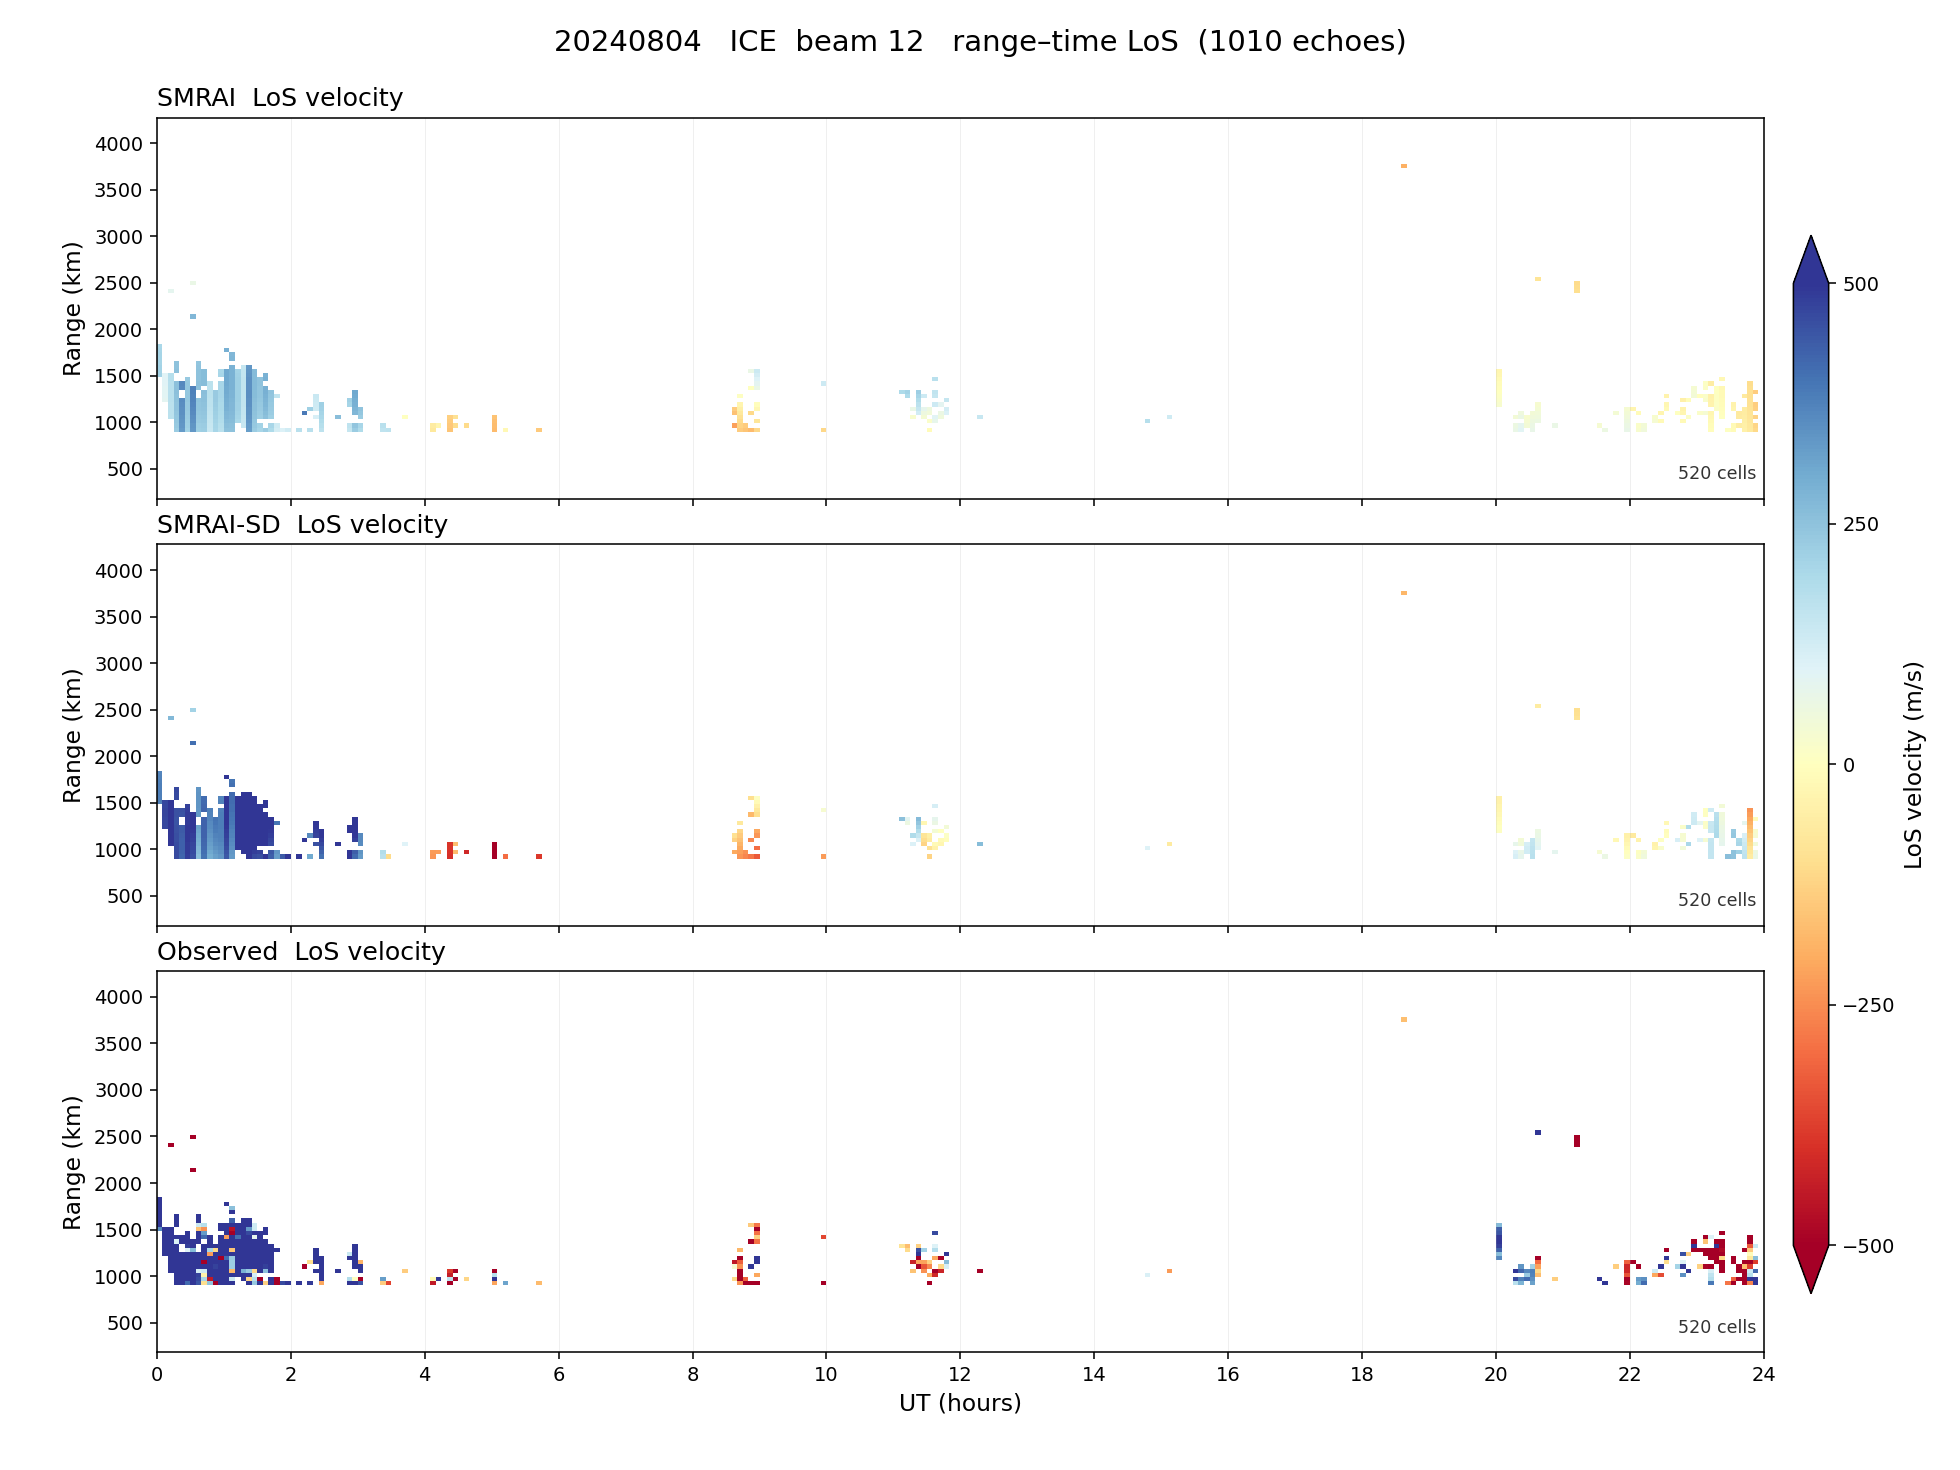 20240804   ICE  beam 12   range–time LoS  (1010 echoes)
SMRAI  LoS velocity
4000
3500
3000
2500
2000
1500
1000
500
Range (km)
520 cells
SMRAI-SD  LoS velocity
4000
3500
3000
2500
2000
1500
1000
500
Range (km)
520 cells
Observed  LoS velocity
4000
3500
3000
2500
2000
1500
1000
500
Range (km)
520 cells
0 2 4 6 8 10 12 14 16 18 20 22 24
UT (hours)
500
250
0
−250
−500
LoS velocity (m/s)